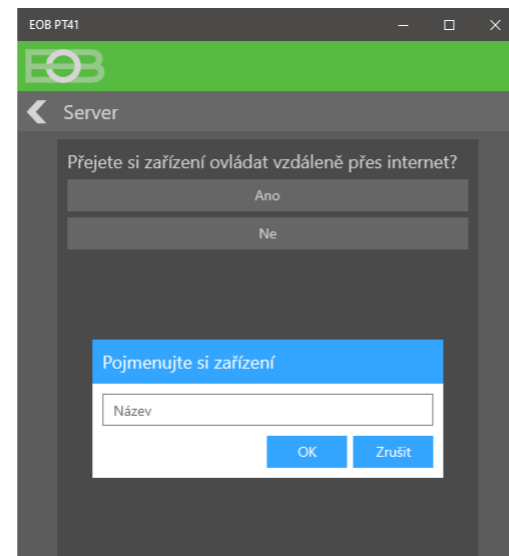 EOB PT41
EOB
Server
Přejete si zařízení ovládat vzdáleně přes internet?
Ano
Ne
Pojmenujte si zařízení
Název
OK Zrušit